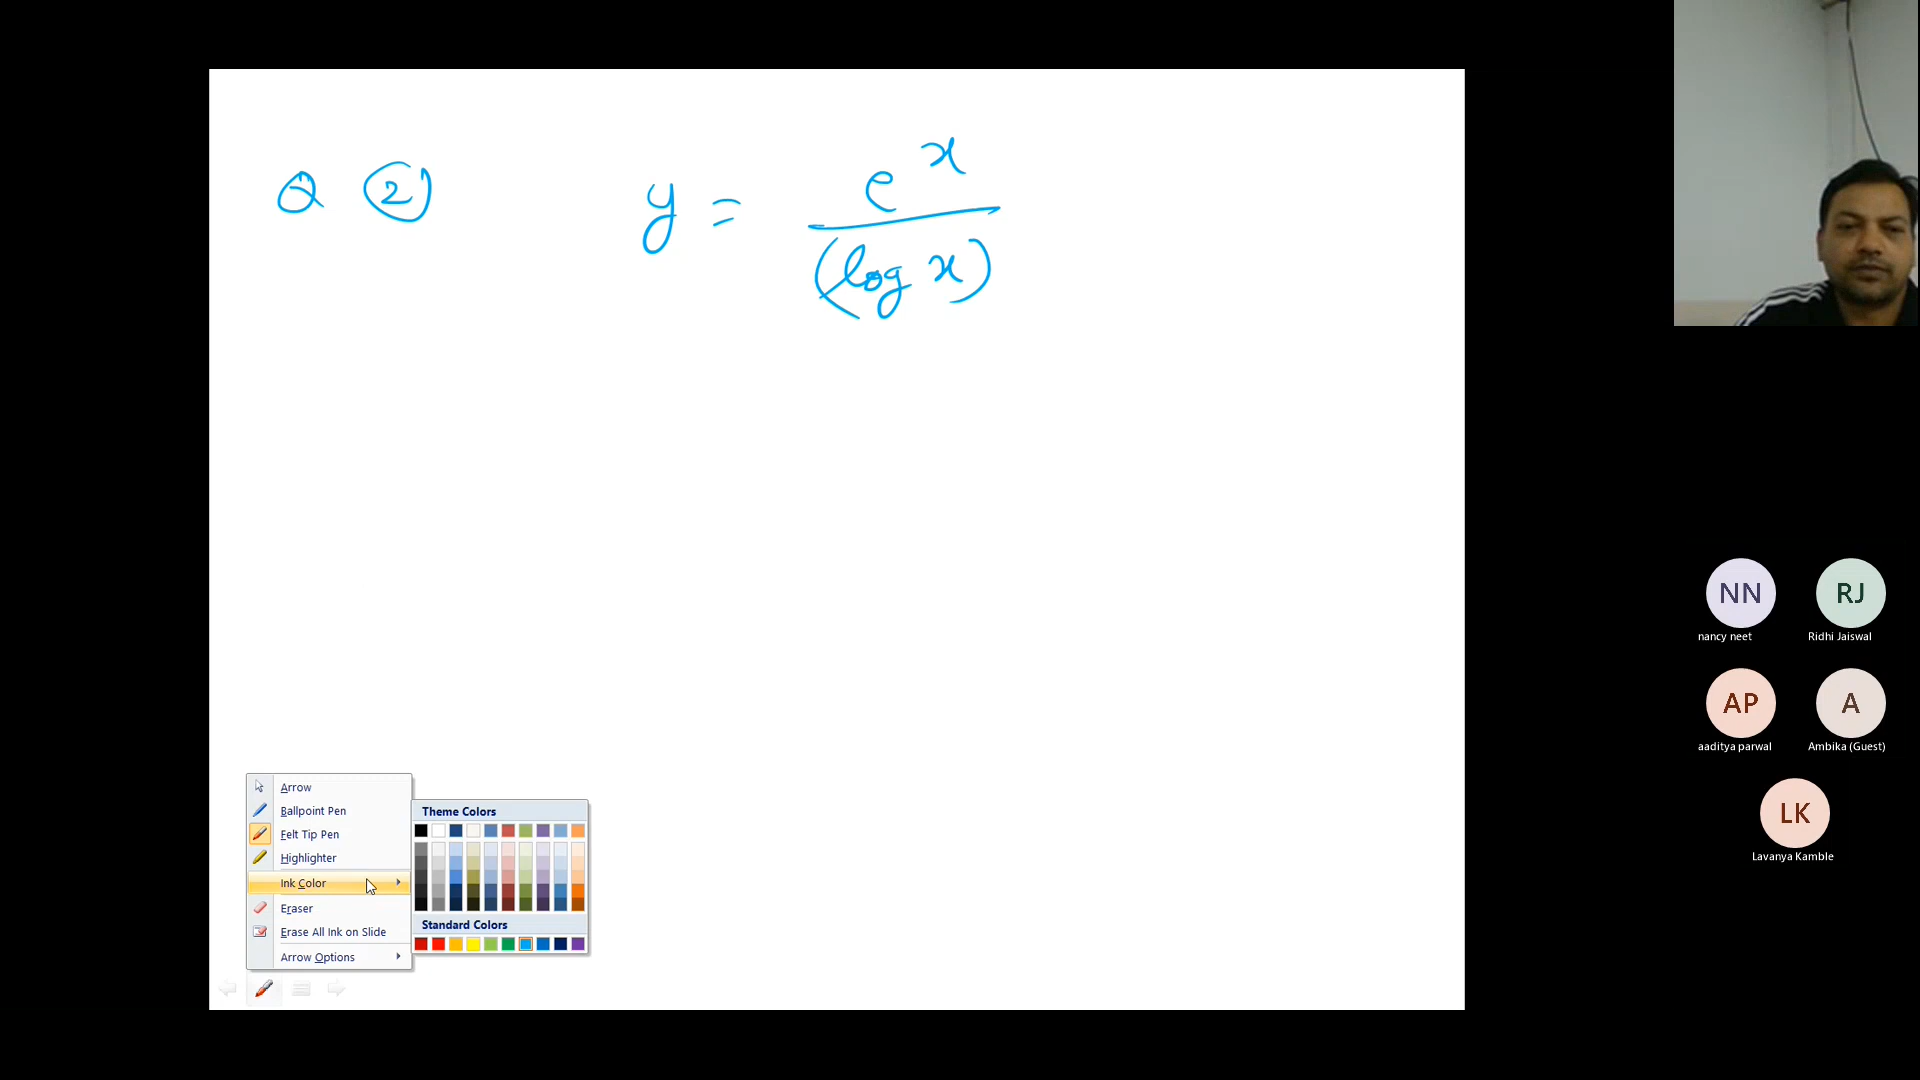 Q ②
y = e^x / (log x)
Arrow
Ballpoint Pen
Felt Tip Pen
Highlighter
Ink Color
Eraser
Erase All Ink on Slide
Arrow Options
Theme Colors
Standard Colors
NN
nancy neet
RJ
Ridhi Jaiswal
AP
aaditya parwal
A
Ambika (Guest)
LK
Lavanya Kamble